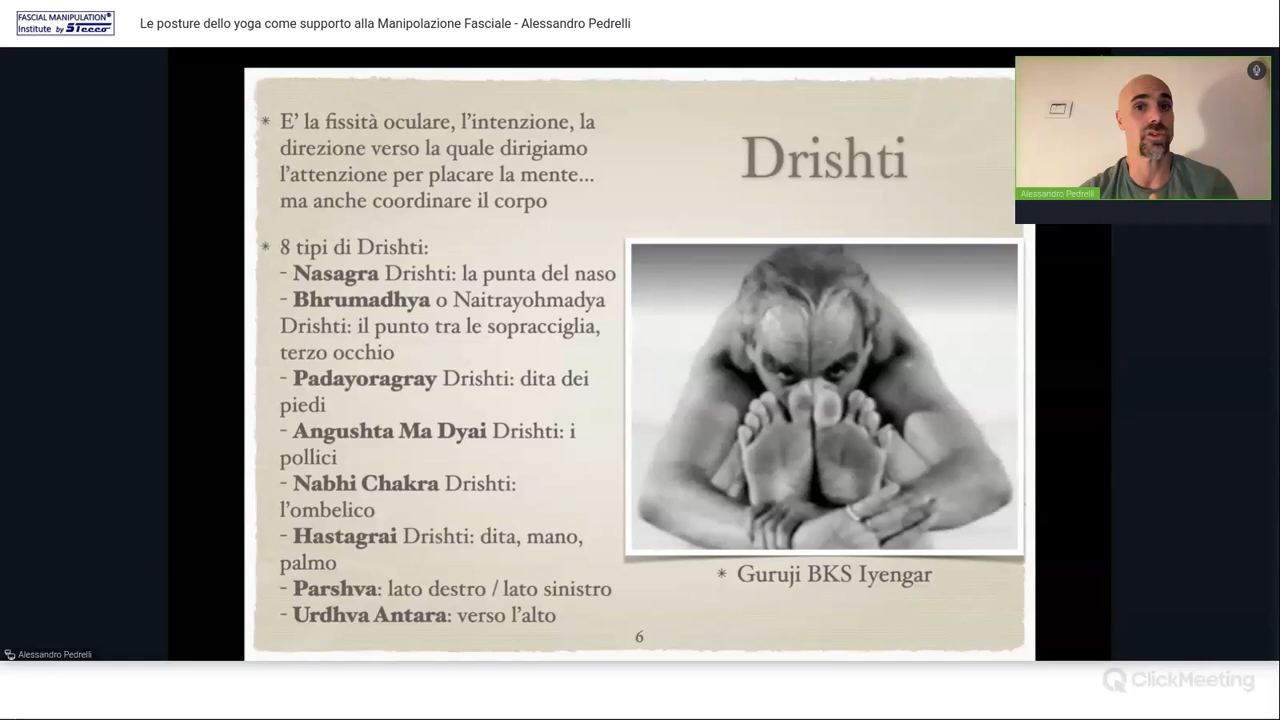 FASCIAL MANIPULATION®
Institute by Stecco
Le posture dello yoga come supporto alla Manipolazione Fasciale - Alessandro Pedrelli
* E' la fissità oculare, l'intenzione, la
direzione verso la quale dirigiamo
l'attenzione per placare la mente...
ma anche coordinare il corpo
* 8 tipi di Drishti:
- Nasagra Drishti: la punta del naso
- Bhrumadhya o Naitrayohmadya
Drishti: il punto tra le sopracciglia,
terzo occhio
- Padayoragray Drishti: dita dei
piedi
- Angushta Ma Dyai Drishti: i
pollici
- Nabhi Chakra Drishti:
l'ombelico
- Hastagrai Drishti: dita, mano,
palmo
- Parshva: lato destro / lato sinistro
- Urdhva Antara: verso l'alto
Drishti
* Guruji BKS Iyengar
6
Alessandro Pedrelli
Alessandro Pedrelli
ClickMeeting